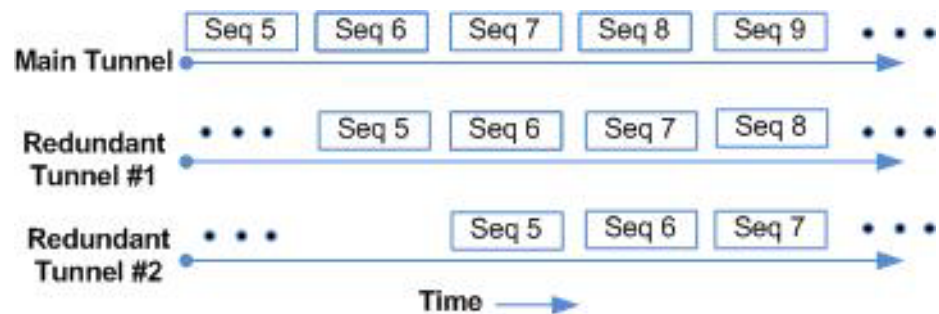 Seq 5 Seq 6 Seq 7 Seq 8 Seq 9 • • •
Main Tunnel
• • • Seq 5 Seq 6 Seq 7 Seq 8 • • •
Redundant
Tunnel #1
• • • Seq 5 Seq 6 Seq 7 • • •
Redundant
Tunnel #2
Time